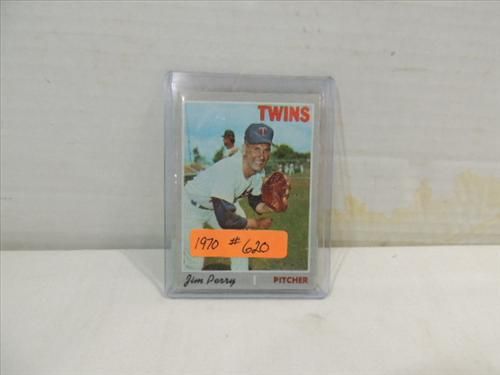 TWINS
1970 #620
Jim Perry PITCHER